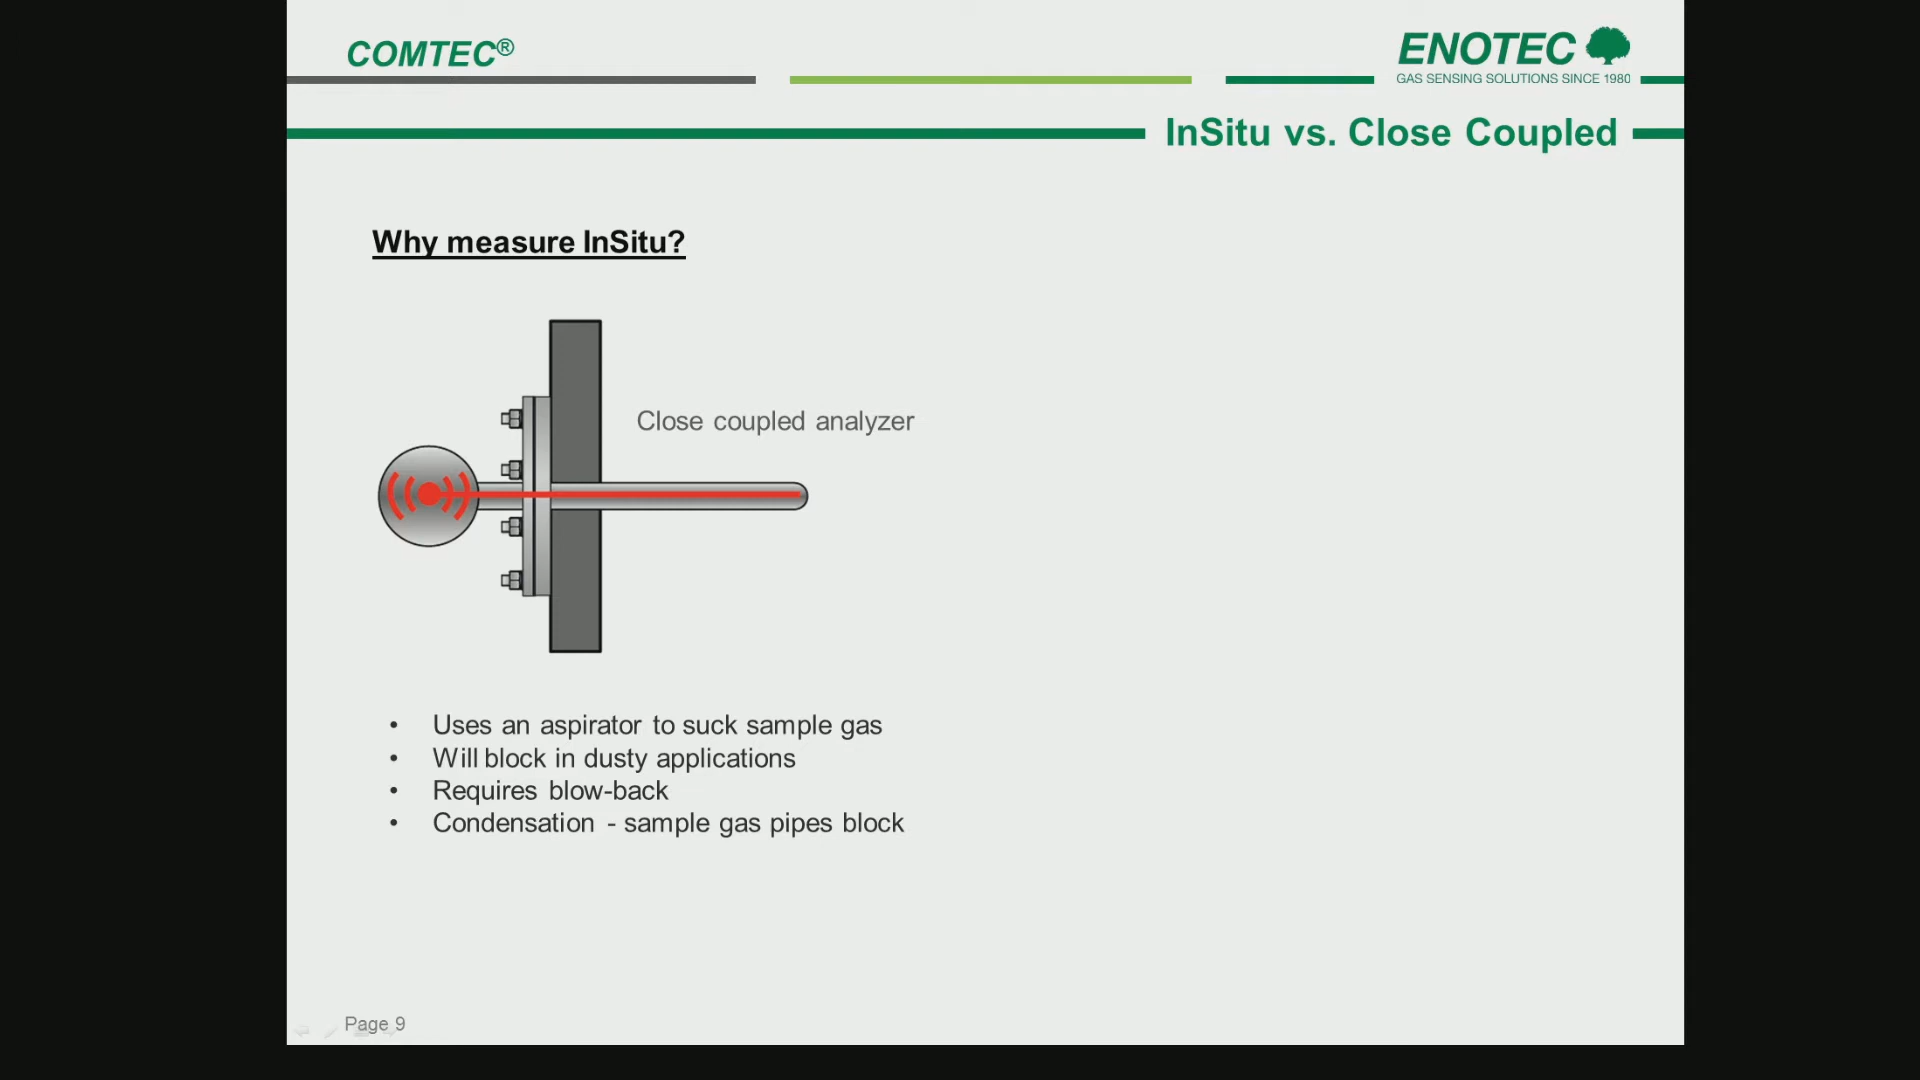 COMTEC®
ENOTEC
GAS SENSING SOLUTIONS SINCE 1980
InSitu vs. Close Coupled
Why measure InSitu?
Close coupled analyzer
• Uses an aspirator to suck sample gas
• Will block in dusty applications
• Requires blow-back
• Condensation - sample gas pipes block
Page 9